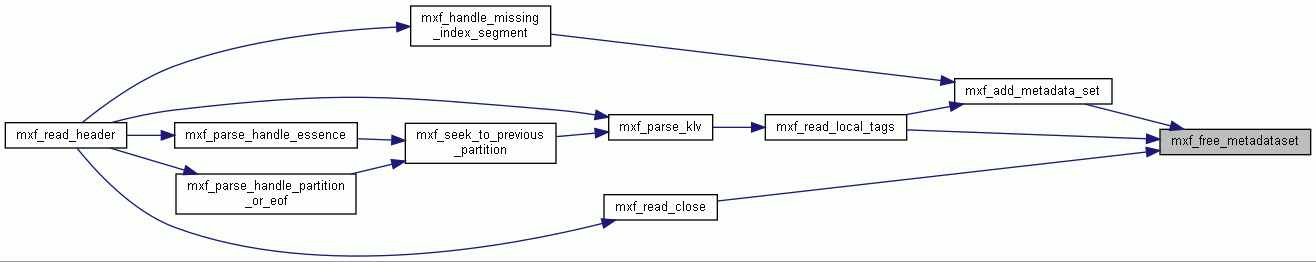 mxf_handle_missing
_index_segment
mxf_add_metadata_set
mxf_read_header
mxf_parse_handle_essence
mxf_seek_to_previous
_partition
mxf_parse_klv
mxf_read_local_tags
mxf_free_metadataset
mxf_parse_handle_partition
_or_eof
mxf_read_close